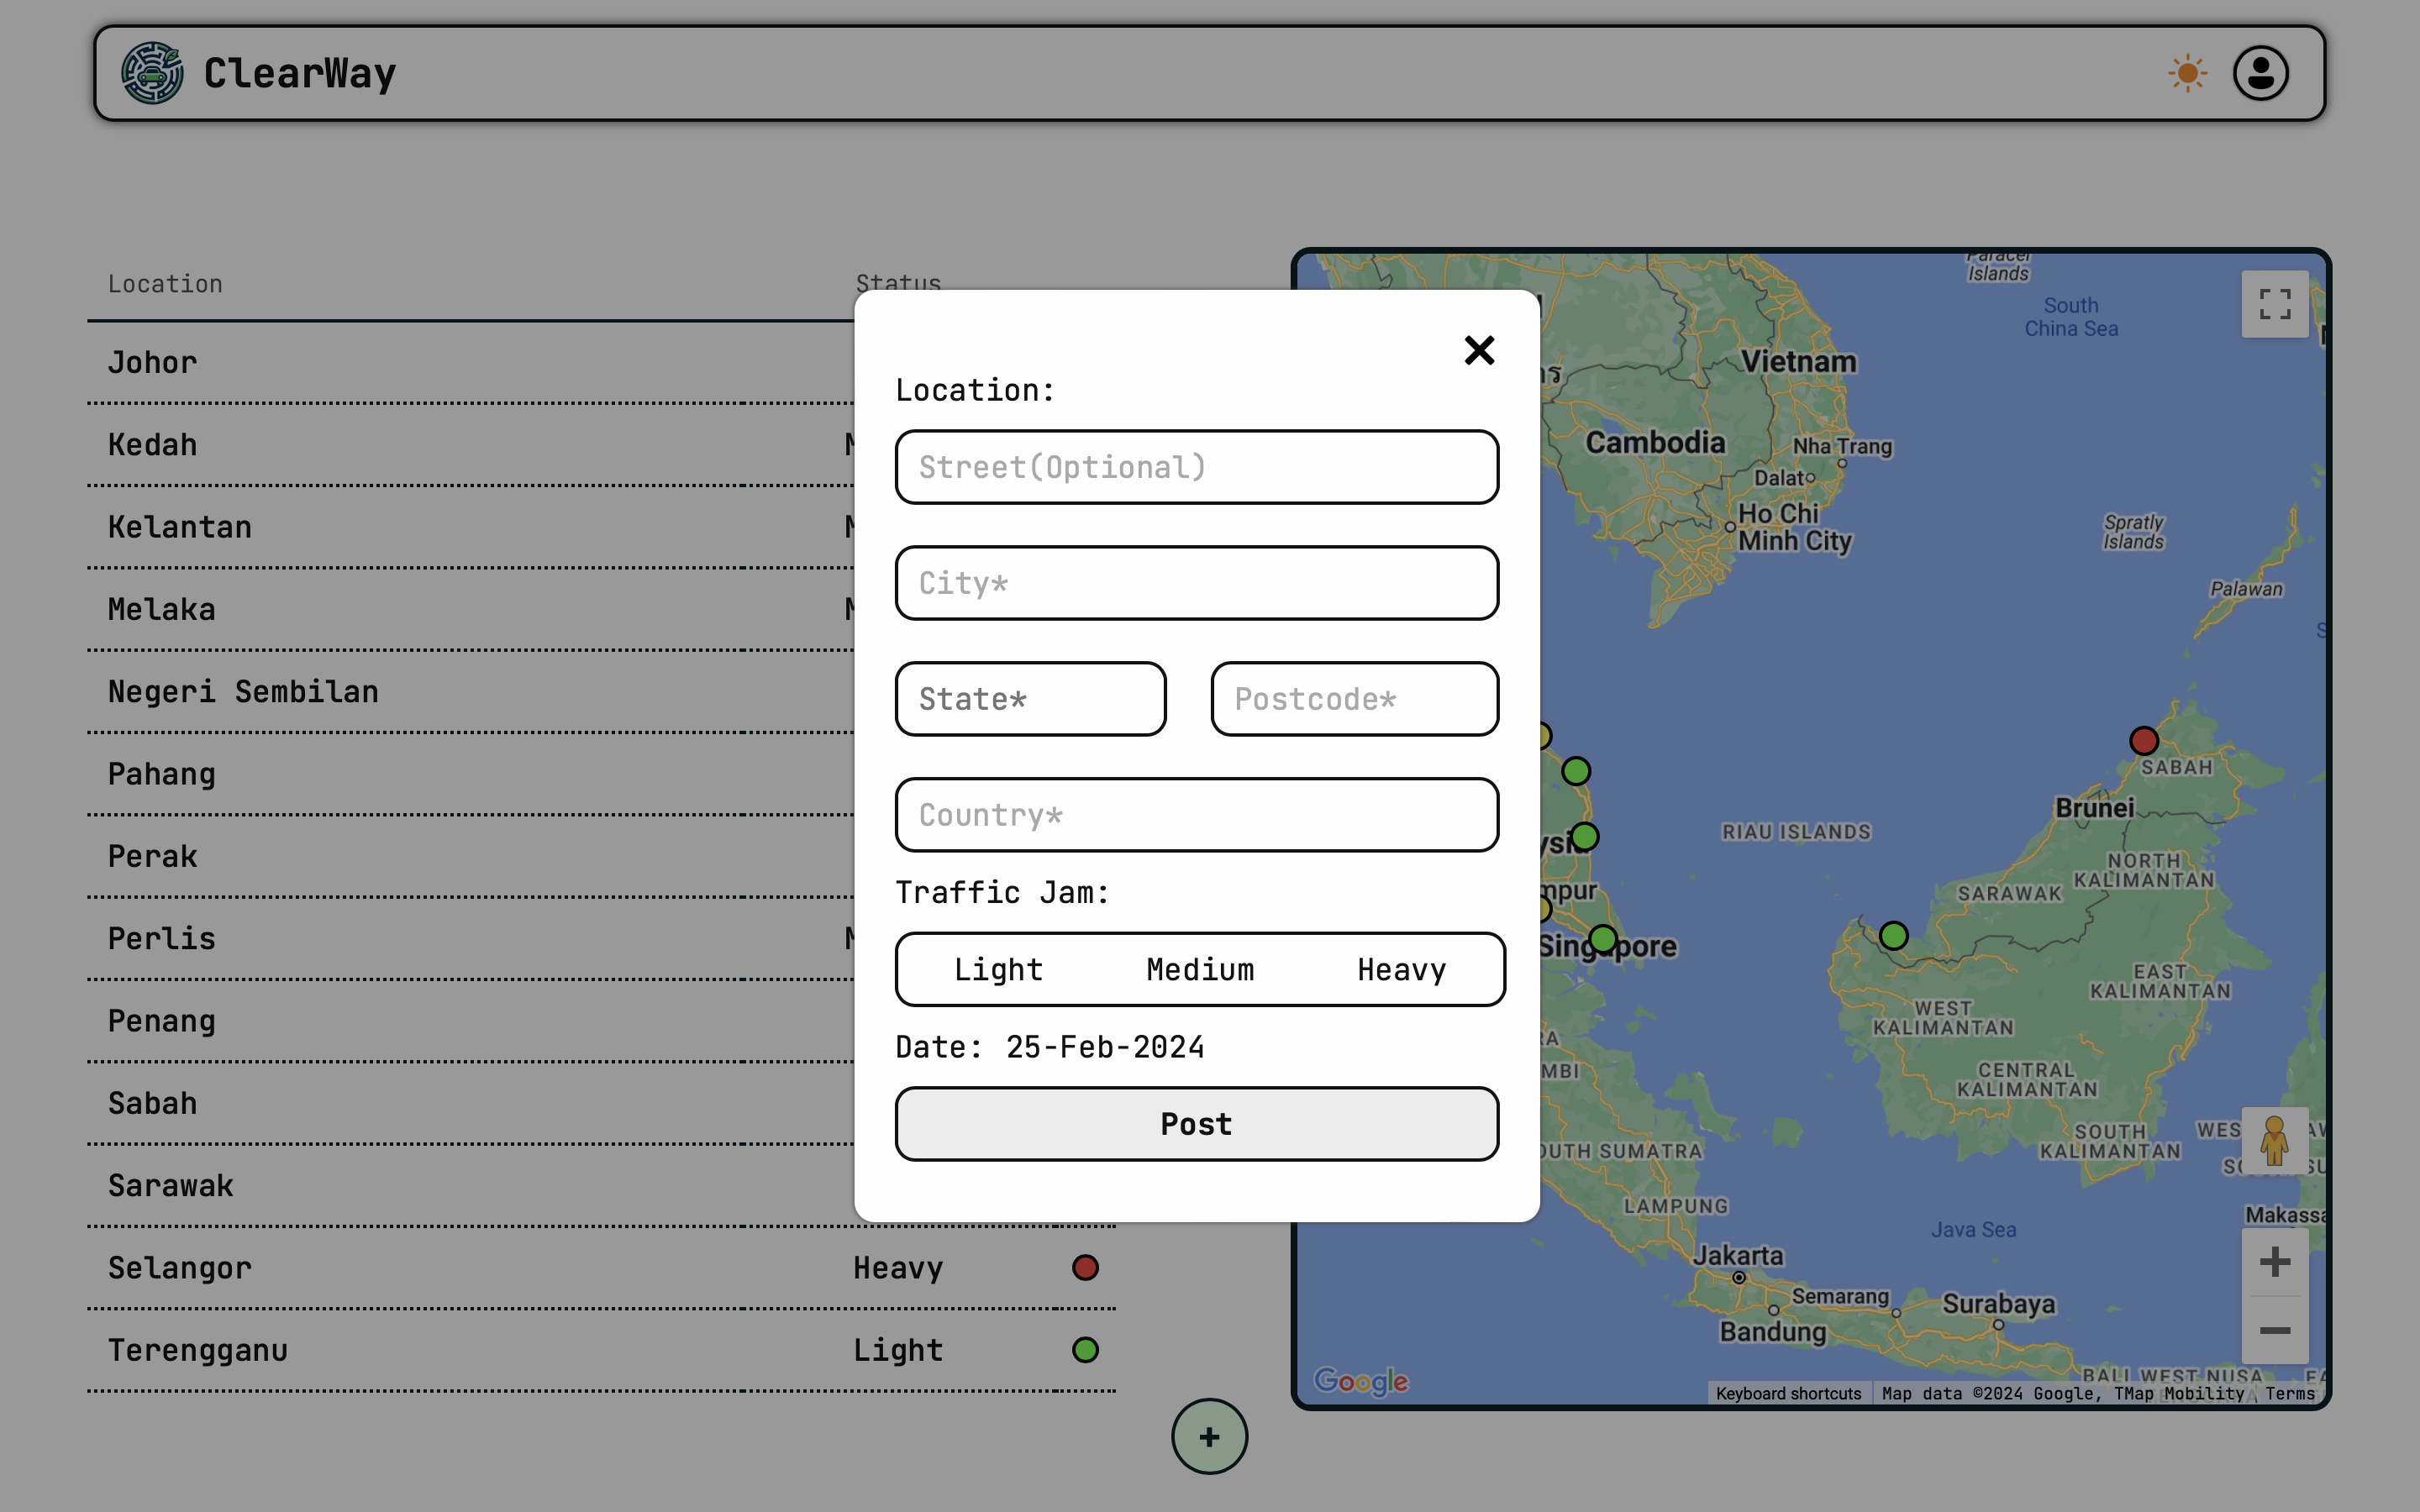 ClearWay
Location
Status
Johor
Kedah
Kelantan
Melaka
Negeri Sembilan
Pahang
Perak
Perlis
Penang
Sabah
Sarawak
Selangor Heavy
Terengganu Light
+
Location:
Street(Optional)
City*
State* Postcode*
Country*
Traffic Jam:
Light Medium Heavy
Date: 25-Feb-2024
Post
Paracel
Islands
South
China Sea
Vietnam
Cambodia
Nha Trang
Dalat
Ho Chi
Minh City
Spratly
Islands
Palawan
SABAH
Brunei
RIAU ISLANDS
NORTH
KALIMANTAN
SARAWAK
Singapore
EAST
KALIMANTAN
WEST
KALIMANTAN
CENTRAL
KALIMANTAN
SOUTH
KALIMANTAN
SOUTH SUMATRA
LAMPUNG
Java Sea
Jakarta
Semarang
Surabaya
Bandung
BALI
WEST NUSA
Google
Keyboard shortcuts
Map data ©2024 Google, TMap Mobility
Terms